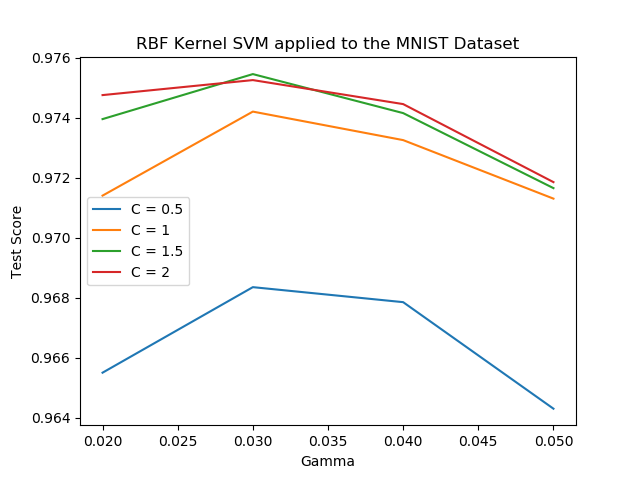 RBF Kernel SVM applied to the MNIST Dataset
0.976
0.974
0.972
0.970
0.968
0.966
0.964
Test Score
C = 0.5
C = 1
C = 1.5
C = 2
0.020 0.025 0.030 0.035 0.040 0.045 0.050
Gamma